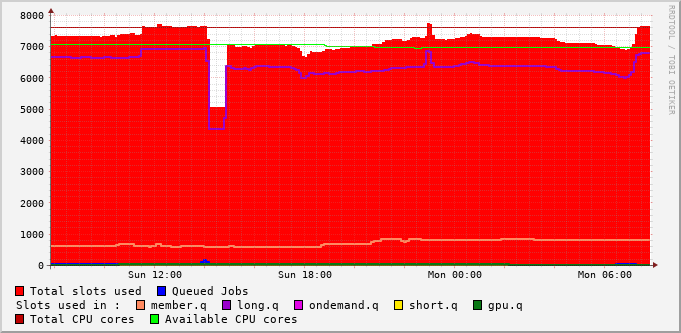 8000
7000
6000
5000
4000
3000
2000
1000
0
Sun 12:00 Sun 18:00 Mon 00:00 Mon 06:00
Total slots used Queued Jobs
Slots used in : member.q long.q ondemand.q short.q gpu.q
Total CPU cores Available CPU cores
RRDTOOL / TOBI OETIKER